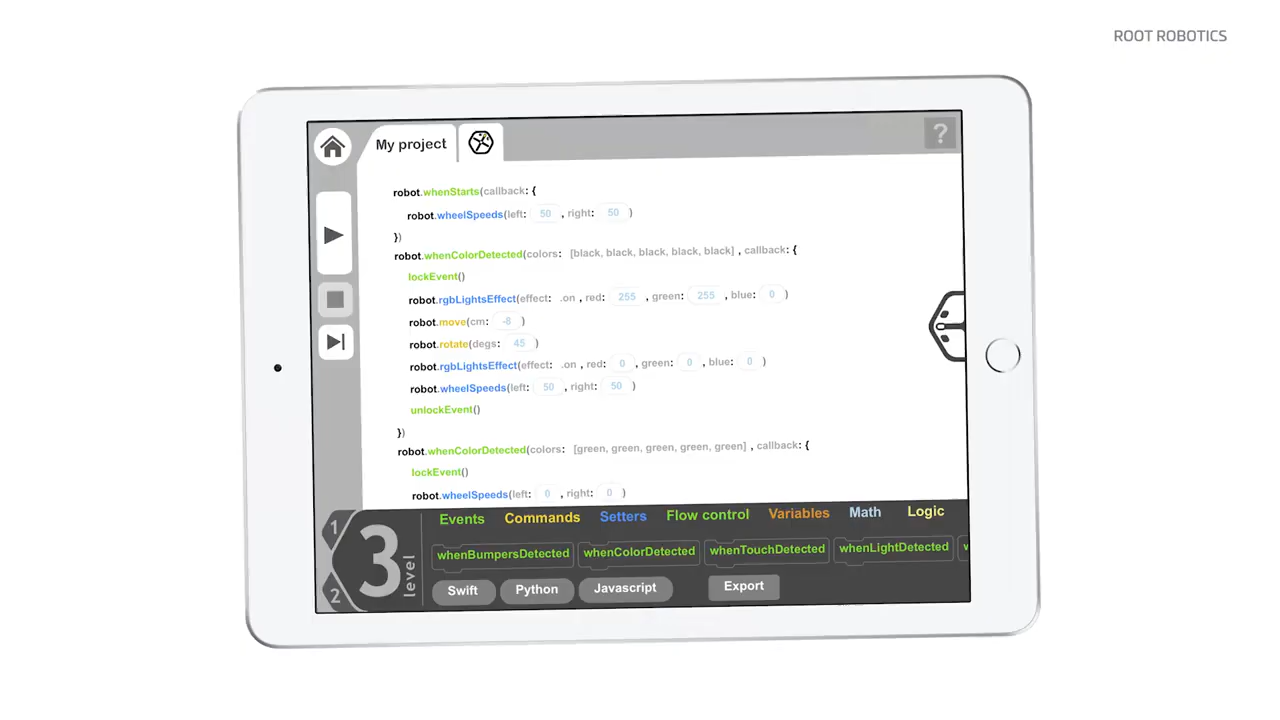 ROOT ROBOTICS
My project
?
robot.whenStarts(callback: {
robot.wheelSpeeds(left: 50 , right: 50 )
})
robot.whenColorDetected(colors: [black, black, black, black, black] , callback: {
lockEvent()
robot.rgbLightsEffect(effect: .on , red: 255 , green: 255 , blue: 0 )
robot.move(cm: -8 )
robot.rotate(degs: 45 )
robot.rgbLightsEffect(effect: .on , red: 0 , green: 0 , blue: 0 )
robot.wheelSpeeds(left: 50 , right: 50 )
unlockEvent()
})
robot.whenColorDetected(colors: [green, green, green, green, green] , callback: {
lockEvent()
robot.wheelSpeeds(left: 0 , right: 0 )
1 2 3 level
Events Commands Setters Flow control Variables Math Logic
whenBumpersDetected whenColorDetected whenTouchDetected whenLightDetected
Swift Python Javascript Export